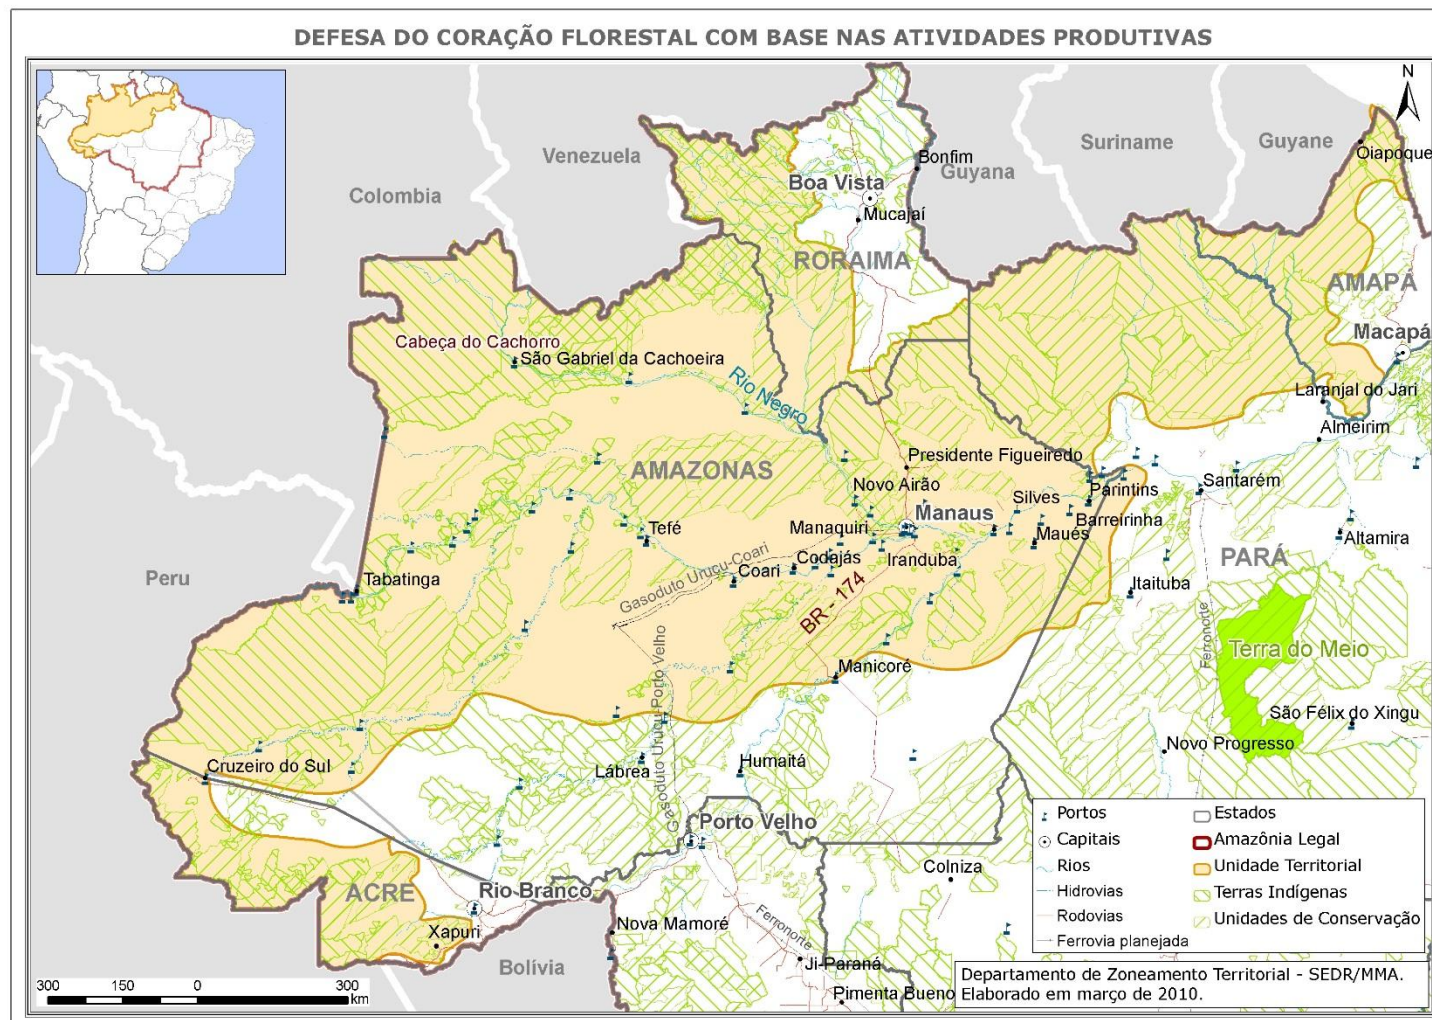 DEFESA DO CORAÇÃO FLORESTAL COM BASE NAS ATIVIDADES PRODUTIVAS
N
Venezuela
Suriname
Guyane
Oiapoque
Colombia
Bonfim
Guyana
Boa Vista
Mucajaí
RORAIMA
AMAPÁ
Macapá
Cabeça do Cachorro
São Gabriel da Cachoeira
Rio Negro
Laranjal do Jari
Almeirim
AMAZONAS
Presidente Figueiredo
Novo Airão
Silves
Parintins
Santarém
Manaus
Barreirinha
Tefé
Manaquiri
Maués
Altamira
Codajás
Iranduba
PARÁ
Peru
Tabatinga
Coari
Gasoduto Urucu-Coari
Itaituba
BR - 174
Ferronorte
Terra do Meio
Manicoré
Gasoduto Urucu-Porto Velho
São Félix do Xingu
Novo Progresso
Cruzeiro do Sul
Lábrea
Humaitá
Porto Velho
Colniza
ACRE
Rio Branco
Nova Mamoré
Ferronorte
Xapuri
Bolívia
Ji-Paraná
Pimenta Bueno
Portos
Capitais
Rios
Hidrovias
Rodovias
Ferrovia planejada
Estados
Amazônia Legal
Unidade Territorial
Terras Indígenas
Unidades de Conservação
Departamento de Zoneamento Territorial - SEDR/MMA.
Elaborado em março de 2010.
300 150 0 300
km